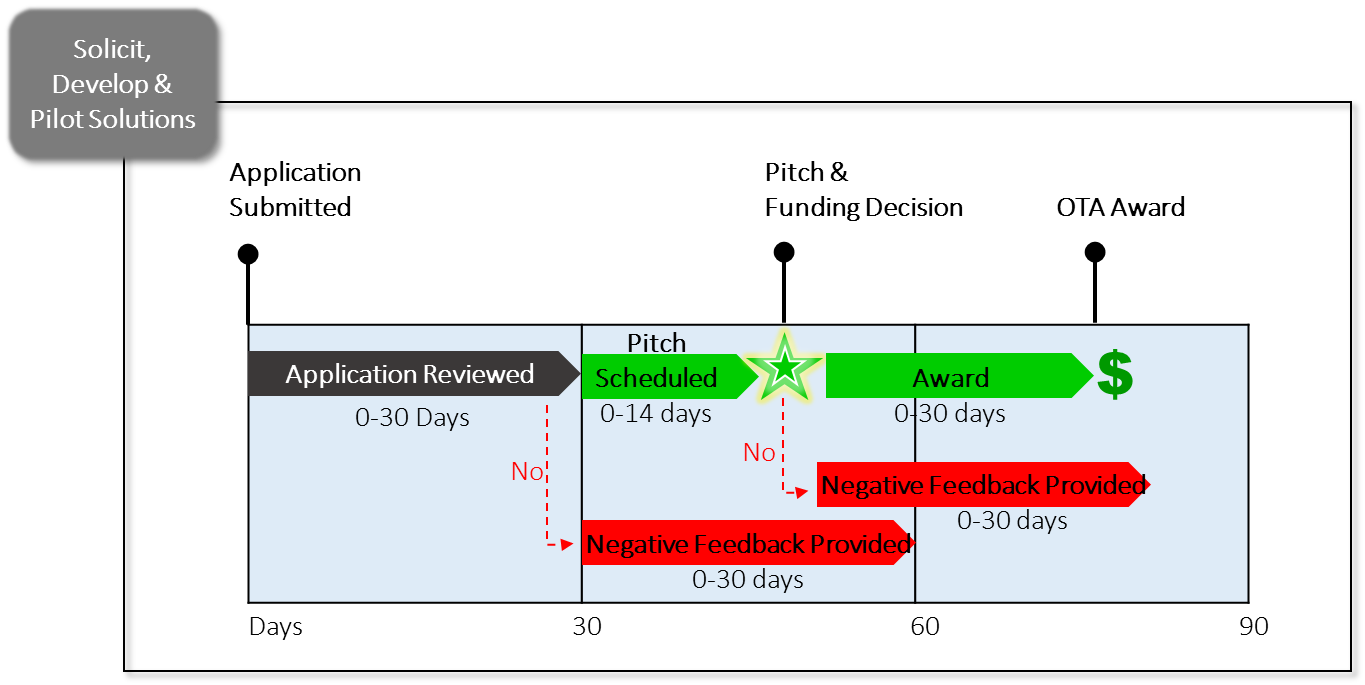 Solicit,
Develop &
Pilot Solutions
Application
Submitted
Pitch &
Funding Decision
OTA Award
Application Reviewed
0-30 Days
Pitch
Scheduled
0-14 days
Award
$
0-30 days
No
No
Negative Feedback Provided
0-30 days
Negative Feedback Provided
0-30 days
Days
30
60
90